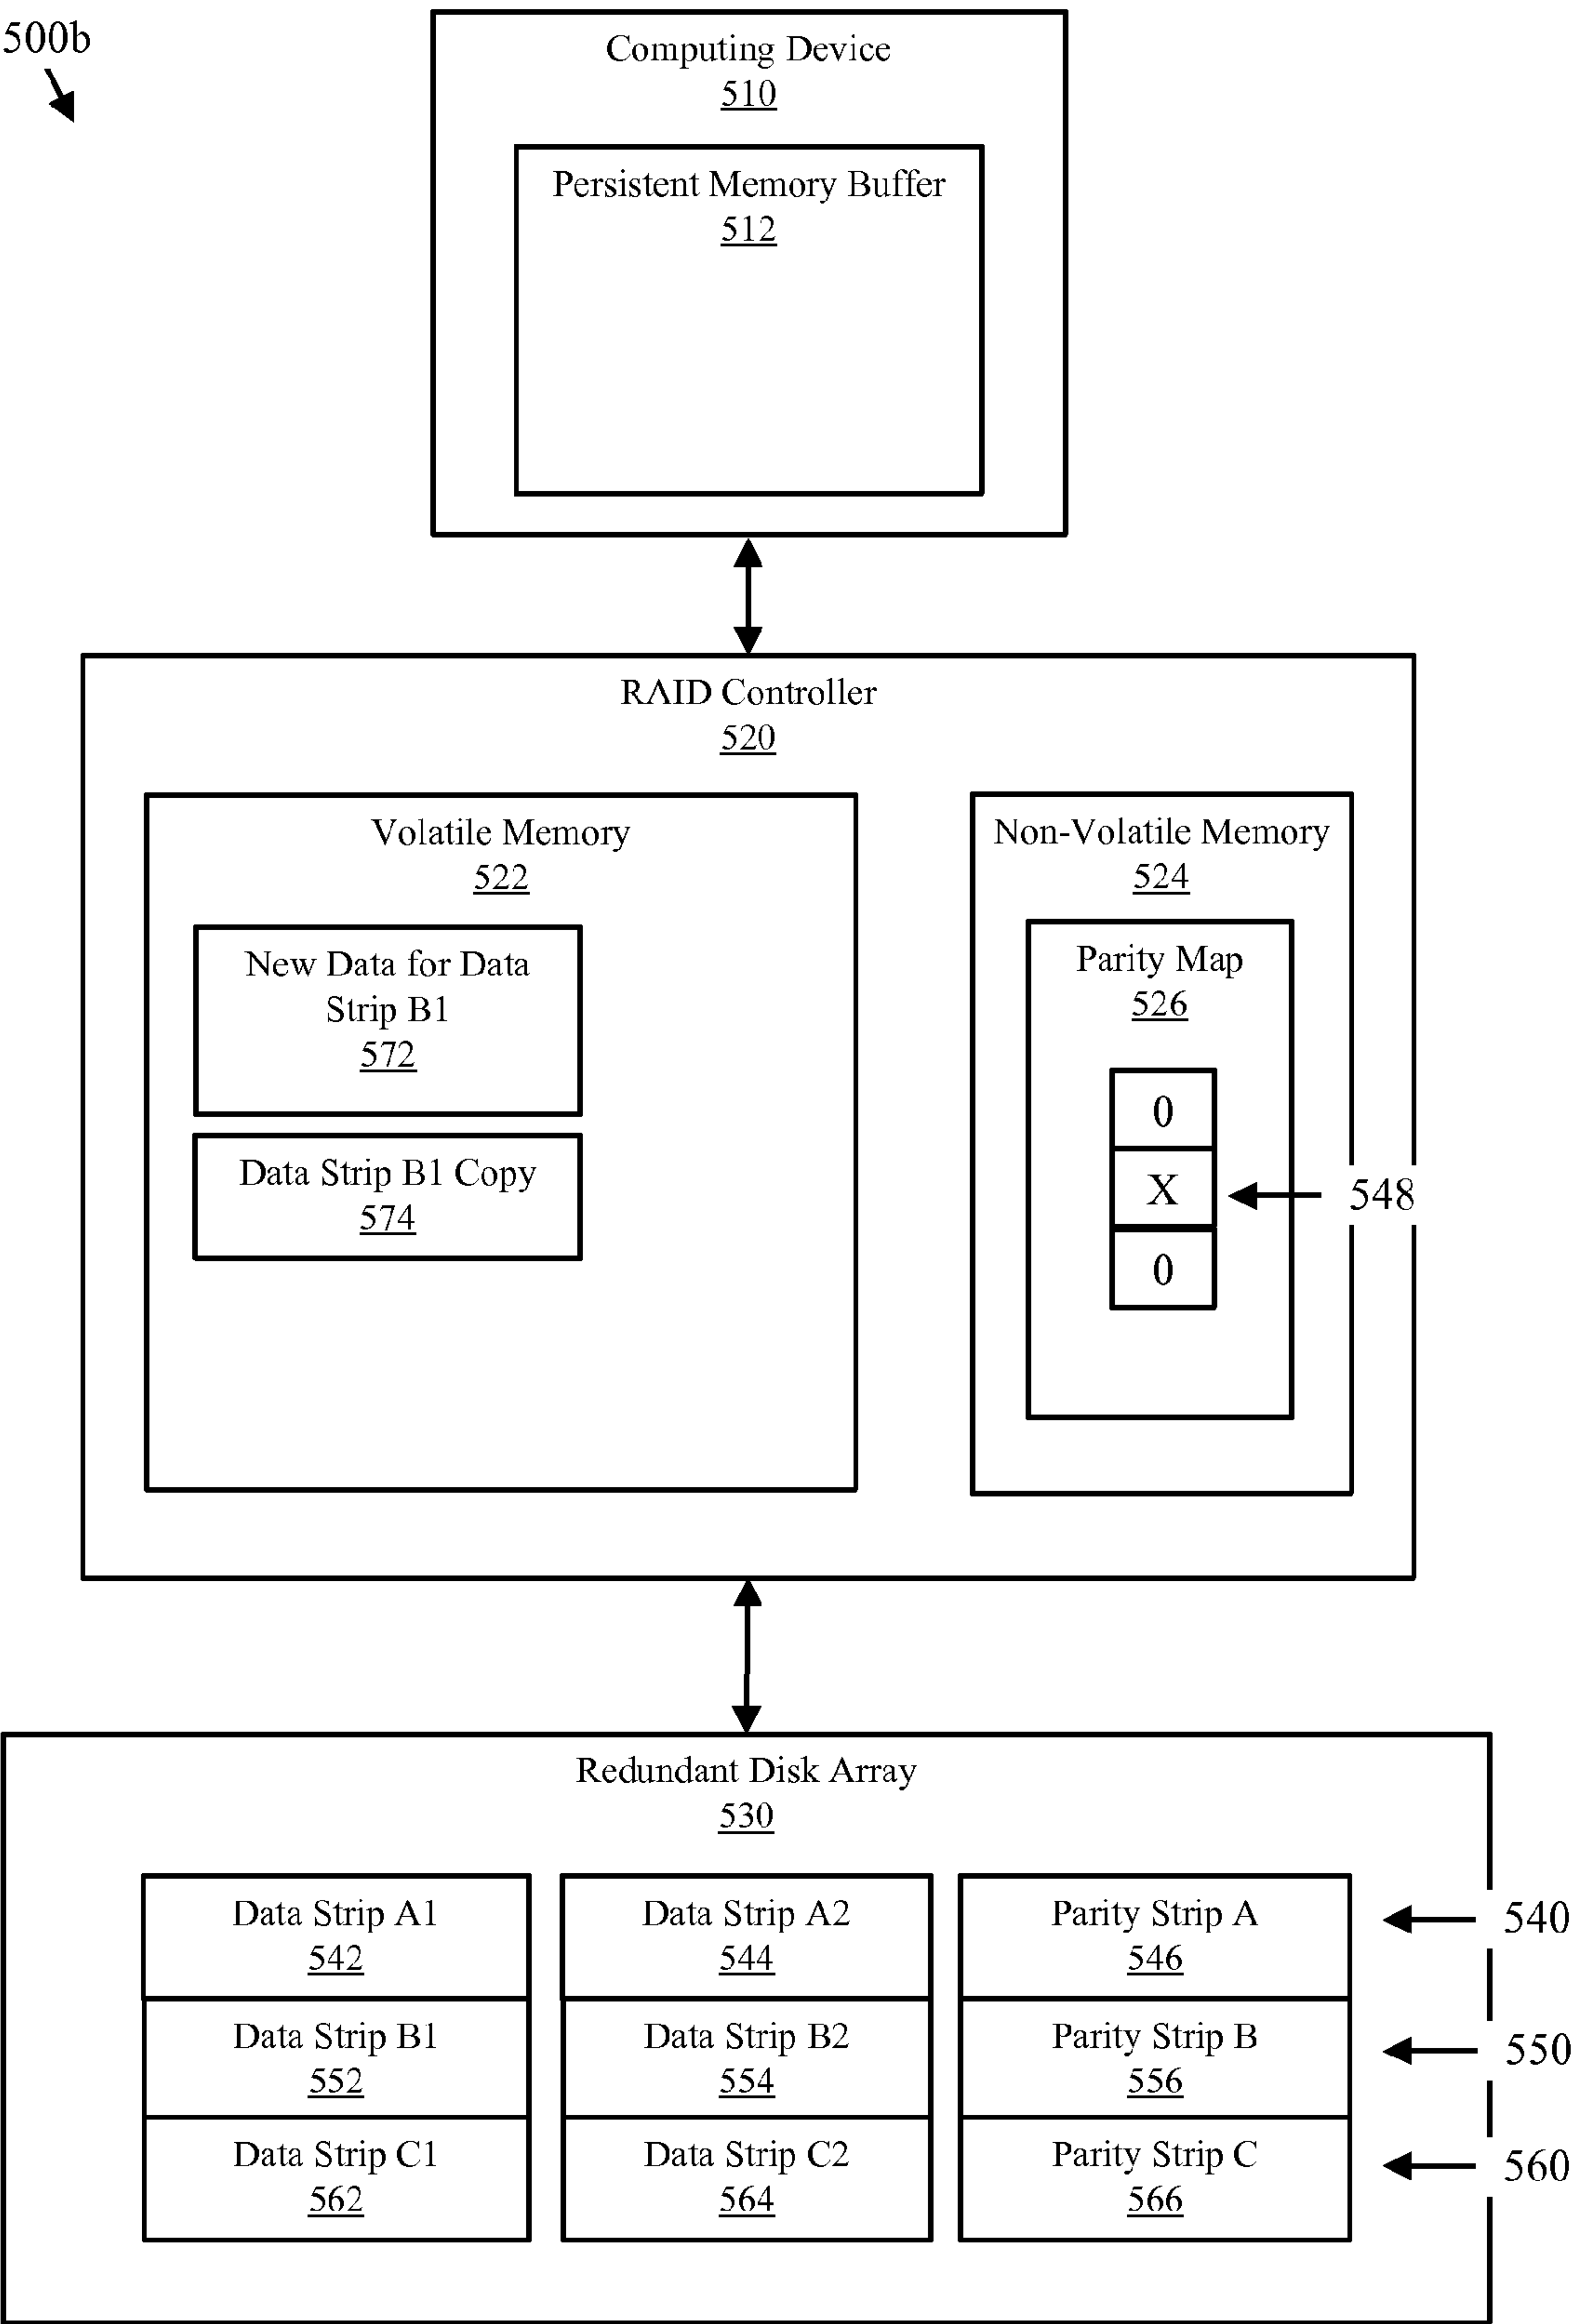 500b
Computing Device
510
Persistent Memory Buffer
512
RAID Controller
520
Volatile Memory
522
New Data for Data
Strip B1
572
Data Strip B1 Copy
574
Non-Volatile Memory
524
Parity Map
526
0
X
548
0
Redundant Disk Array
530
Data Strip A1
542
Data Strip A2
544
Parity Strip A
546
540
Data Strip B1
552
Data Strip B2
554
Parity Strip B
556
550
Data Strip C1
562
Data Strip C2
564
Parity Strip C
566
560